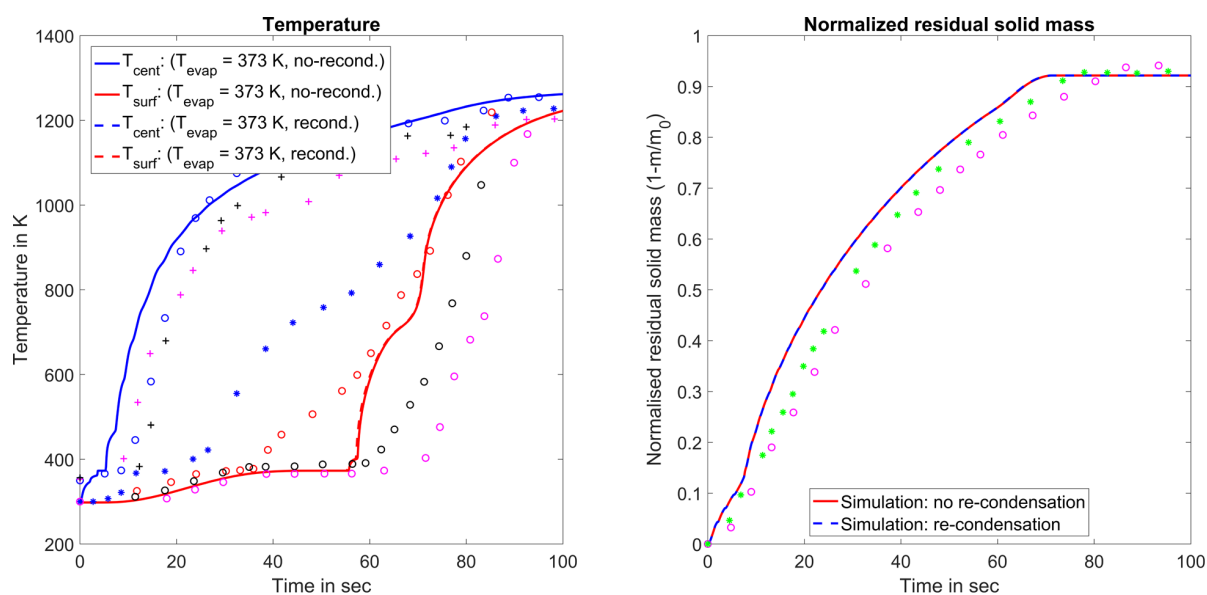 Temperature
1400
1200
1000
800
600
400
200
T_cent: (T_evap = 373 K, no-recond.)
T_surf: (T_evap = 373 K, no-recond.)
T_cent: (T_evap = 373 K, recond.)
T_surf: (T_evap = 373 K, recond.)
Temperature in K
0 20 40 60 80 100
Time in sec
Normalized residual solid mass
1
0.9
0.8
0.7
0.6
0.5
0.4
0.3
0.2
0.1
0
Normalised residual solid mass (1-m/m_0)
Simulation: no re-condensation
Simulation: re-condensation
0 20 40 60 80 100
Time in sec